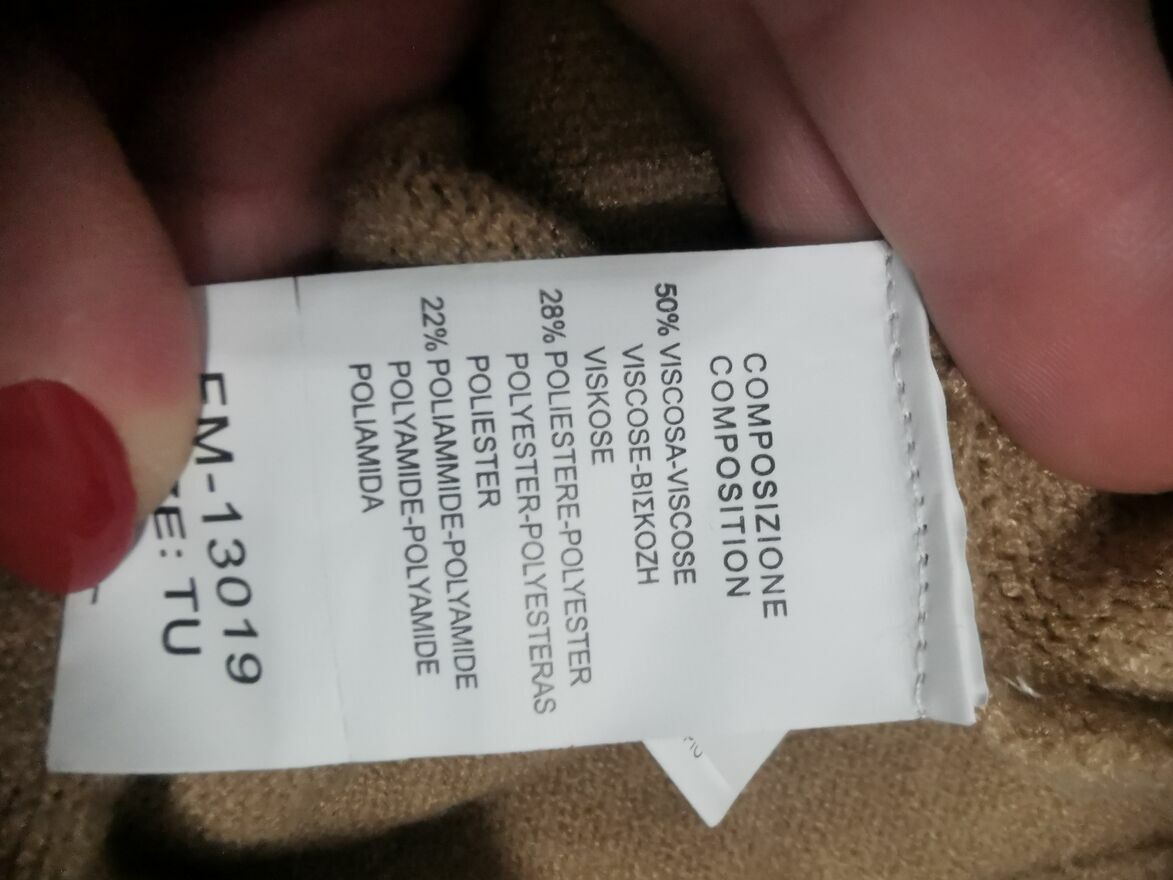 COMPOSIZIONE
COMPOSITION
50% VISCOSA-VISCOSE
VISCOSE-ΒΙΣΚΟΖΗ
VISKOSE
28% POLIESTERE-POLYESTER
POLYESTER-POLYESTERAS
POLIESTER
22% POLIAMMIDE-POLYAMIDE
POLYAMIDE-POLYAMIDE
POLIAMIDA
FM-13019
TU